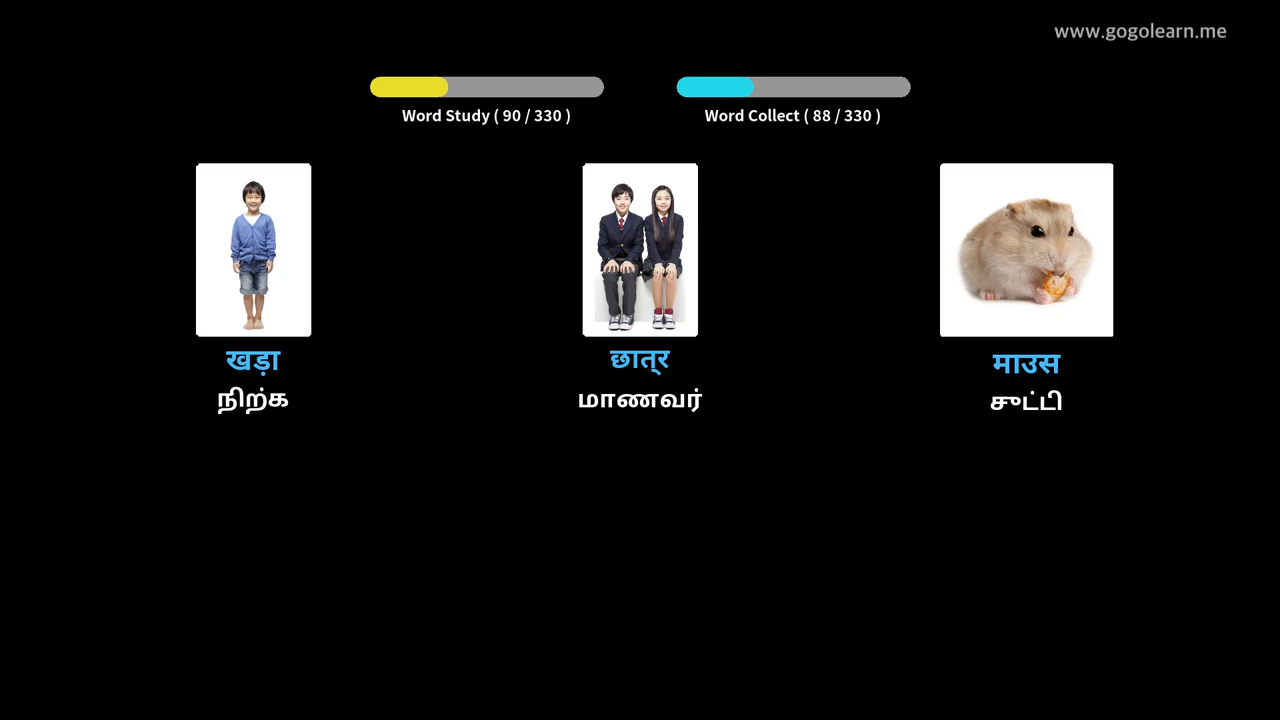 www.gogolearn.me
Word Study ( 90 / 330 )
Word Collect ( 88 / 330 )
खड़ा
छात्र
माउस
நிற்க
மாணவர்
சுட்டி